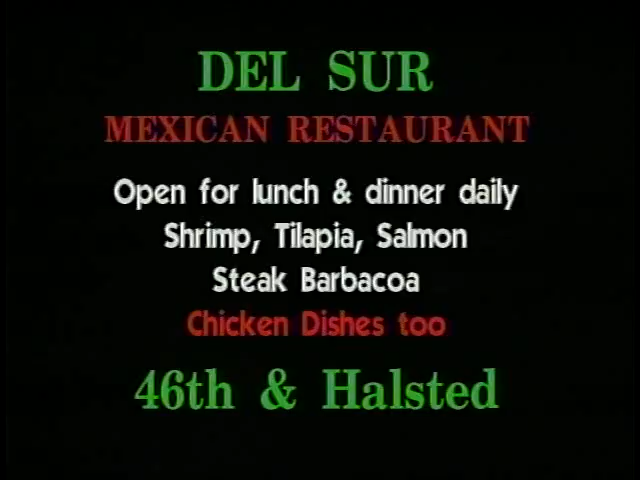 DEL SUR
MEXICAN RESTAURANT
Open for lunch & dinner daily
Shrimp, Tilapia, Salmon
Steak Barbacoa
Chicken Dishes too
46th & Halsted